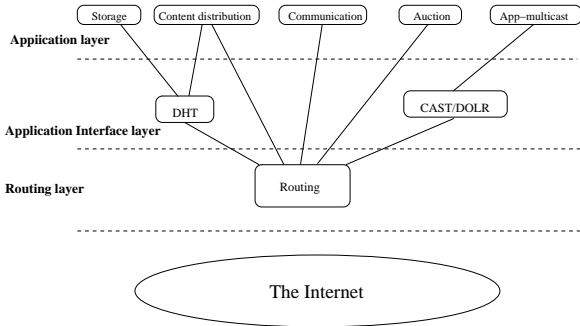 Storage
Content distribution
Communication
Auction
App-multicast
Appiication layer
DHT
CAST/DOLR
Application Interface layer
Routing layer
Routing
The Internet